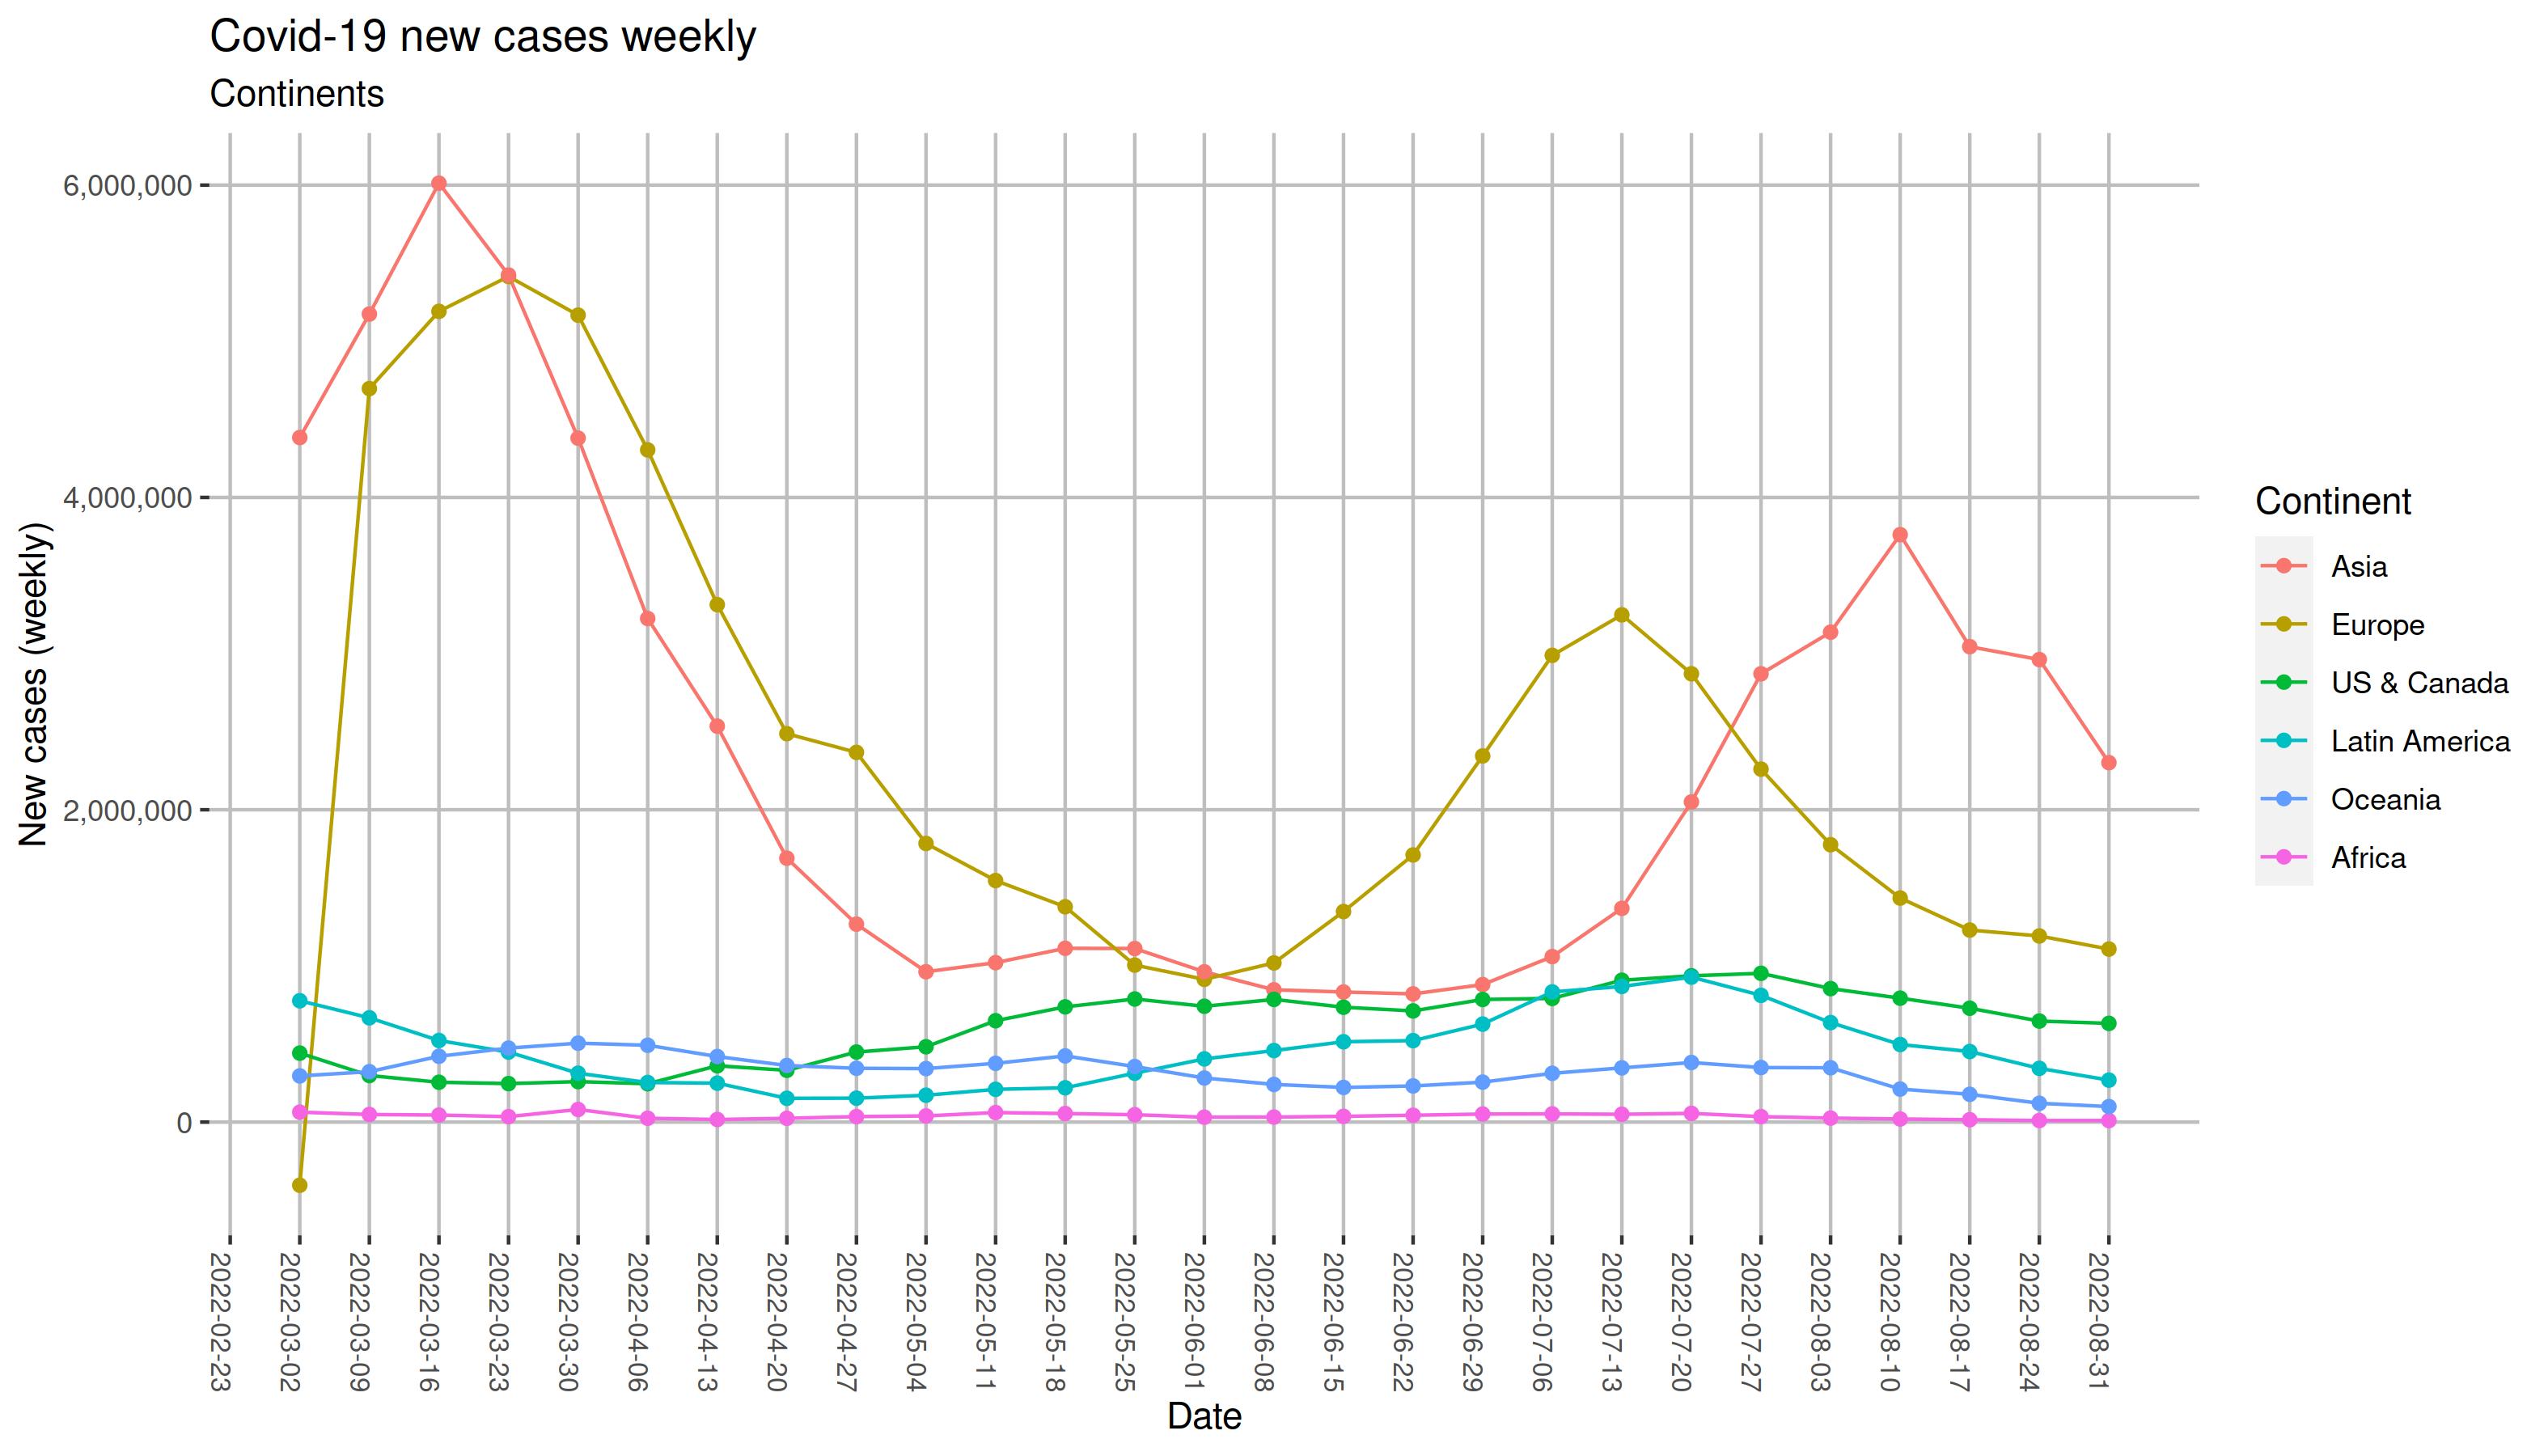 Covid-19 new cases weekly
Continents
New cases (weekly)
6,000,000
4,000,000
2,000,000
0
2022-02-23
2022-03-02
2022-03-09
2022-03-16
2022-03-23
2022-03-30
2022-04-06
2022-04-13
2022-04-20
2022-04-27
2022-05-04
2022-05-11
2022-05-18
2022-05-25
2022-06-01
2022-06-08
2022-06-15
2022-06-22
2022-06-29
2022-07-06
2022-07-13
2022-07-20
2022-07-27
2022-08-03
2022-08-10
2022-08-17
2022-08-24
2022-08-31
Date
Continent
Asia
Europe
US & Canada
Latin America
Oceania
Africa